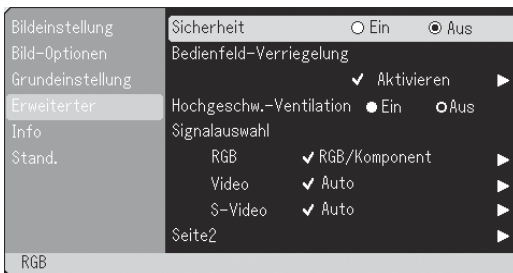 Bildeinstellung
Bild-Optionen
Grundeinstellung
Erweiterter
Info
Stand.
Sicherheit Ein Aus
Bedienfeld-Verriegelung
✓ Aktivieren ▶
Hochgeschw.-Ventilation Ein Aus
Signalauswahl
RGB ✓ RGB/Komponent ▶
Video ✓ Auto ▶
S-Video ✓ Auto ▶
Seite2 ▶
RGB